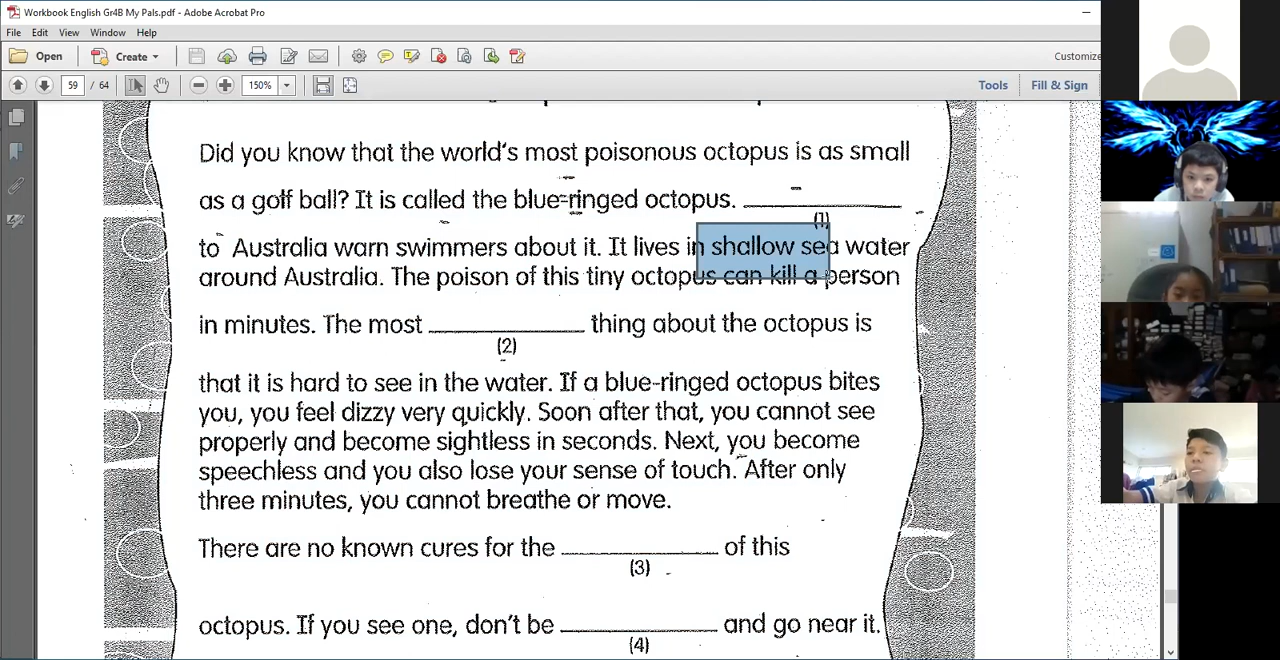 Workbook English Gr4B My Pals.pdf - Adobe Acrobat Pro
File Edit View Window Help
Open Create Customize
59 / 64 150% Tools Fill & Sign
Did you know that the world's most poisonous octopus is as small
as a golf ball? It is called the blue-ringed octopus. ____________
(1)
to Australia warn swimmers about it. It lives in shallow sea water
around Australia. The poison of this tiny octopus can kill a person
in minutes. The most ____________ thing about the octopus is
(2)
that it is hard to see in the water. If a blue-ringed octopus bites
you, you feel dizzy very quickly. Soon after that, you cannot see
properly and become sightless in seconds. Next, you become
speechless and you also lose your sense of touch. After only
three minutes, you cannot breathe or move.
There are no known cures for the ____________ of this
(3)
octopus. If you see one, don't be ____________ and go near it.
(4)